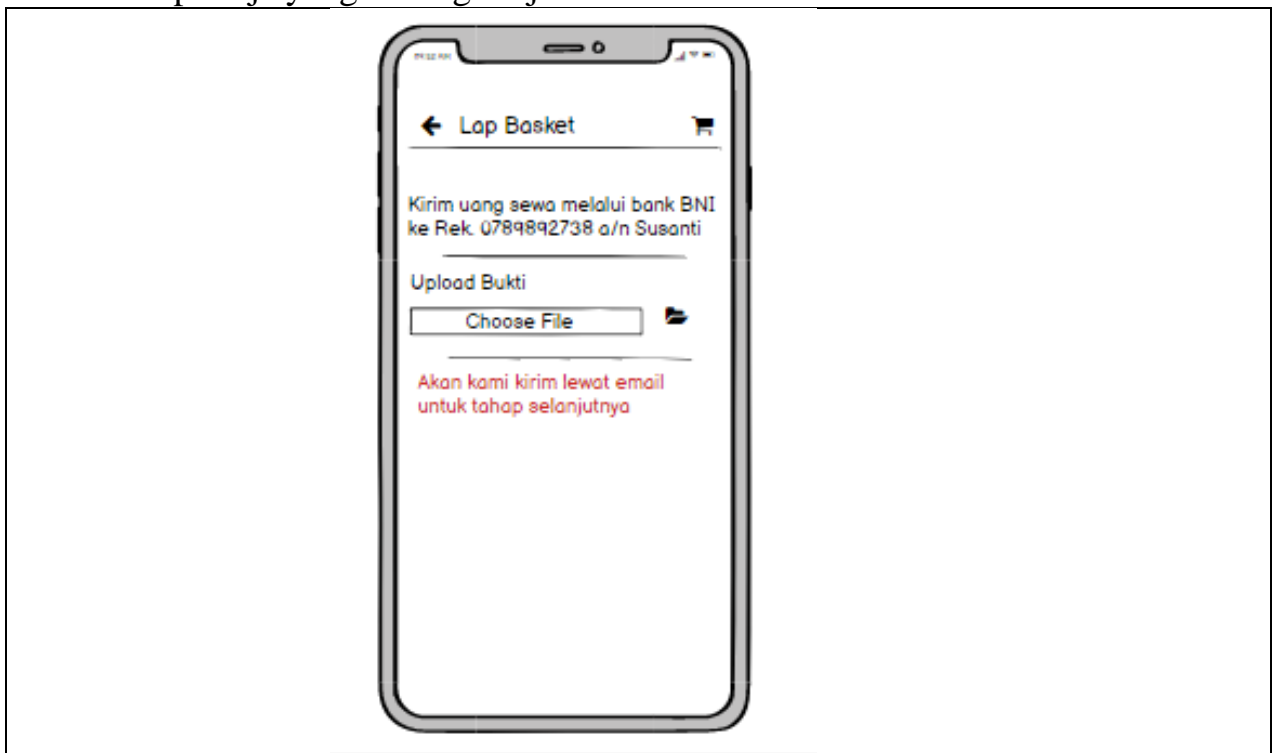 Lap Basket
Kirim uang sewa melalui bank BNI
ke Rek. 0789892738 a/n Susanti
Upload Bukti
Choose File
Akan kami kirim lewat email
untuk tahap selanjutnya